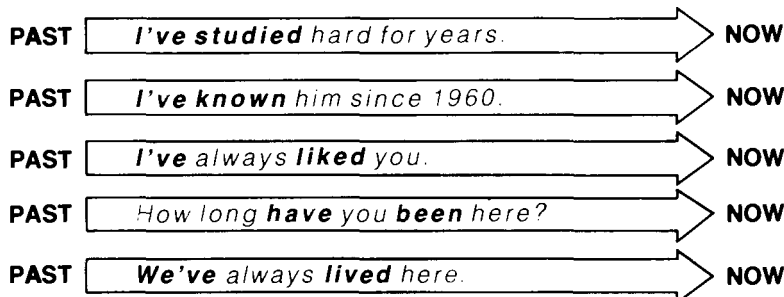 PAST I've studied hard for years. NOW
PAST I've known him since 1960. NOW
PAST I've always liked you. NOW
PAST How long have you been here? NOW
PAST We've always lived here. NOW